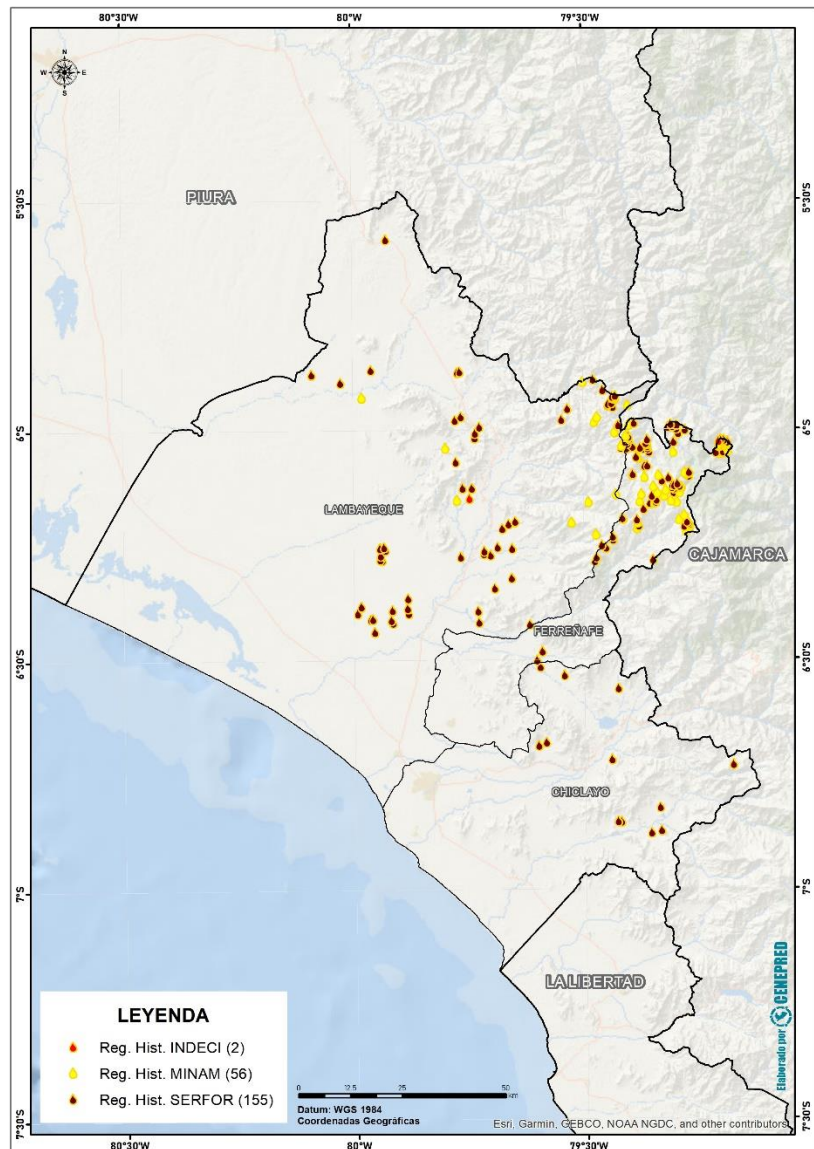 80°30'W 80°W 79°30'W
N
W E
S
PIURA
5°30'S 5°30'S
6°S 6°S
LAMBAYEQUE
CAJAMARCA
FERREÑAFE
6°30'S 6°30'S
CHICLAYO
7°S 7°S
LA LIBERTAD
LEYENDA
Reg. Hist. INDECI (2)
Reg. Hist. MINAM (56)
Reg. Hist. SERFOR (155)
0 12.5 25 50
km
Datum: WGS 1984
Coordenadas Geográficas
Elaborado por CENEPRED
Esri, Garmin, GEBCO, NOAA NGDC, and other contributors
7°30'S 7°30'S
80°30'W 80°W 79°30'W